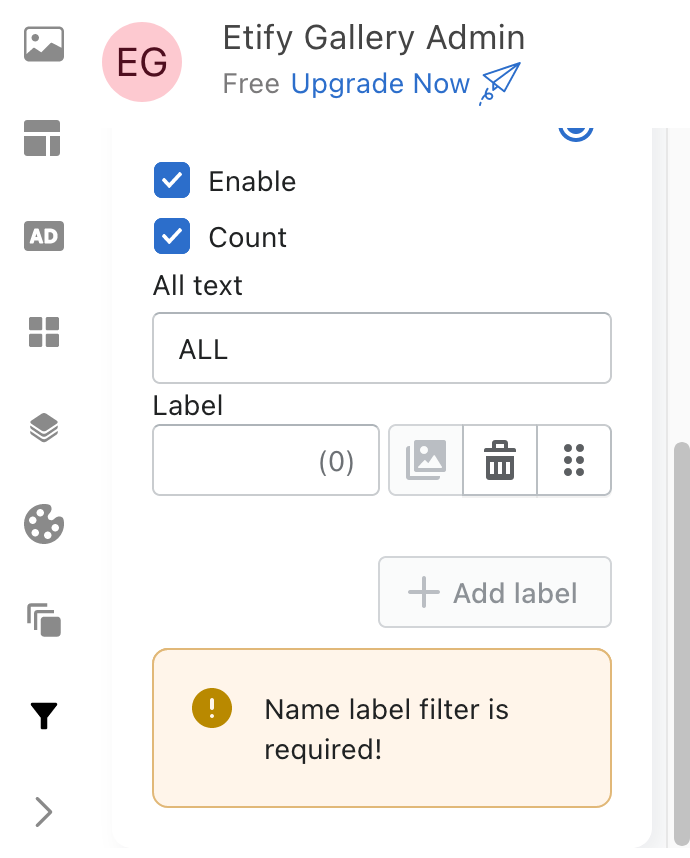 EG
Etify Gallery Admin
Free Upgrade Now
AD
Enable
Count
All text
ALL
Label
(0)
Add label
Name label filter is
required!